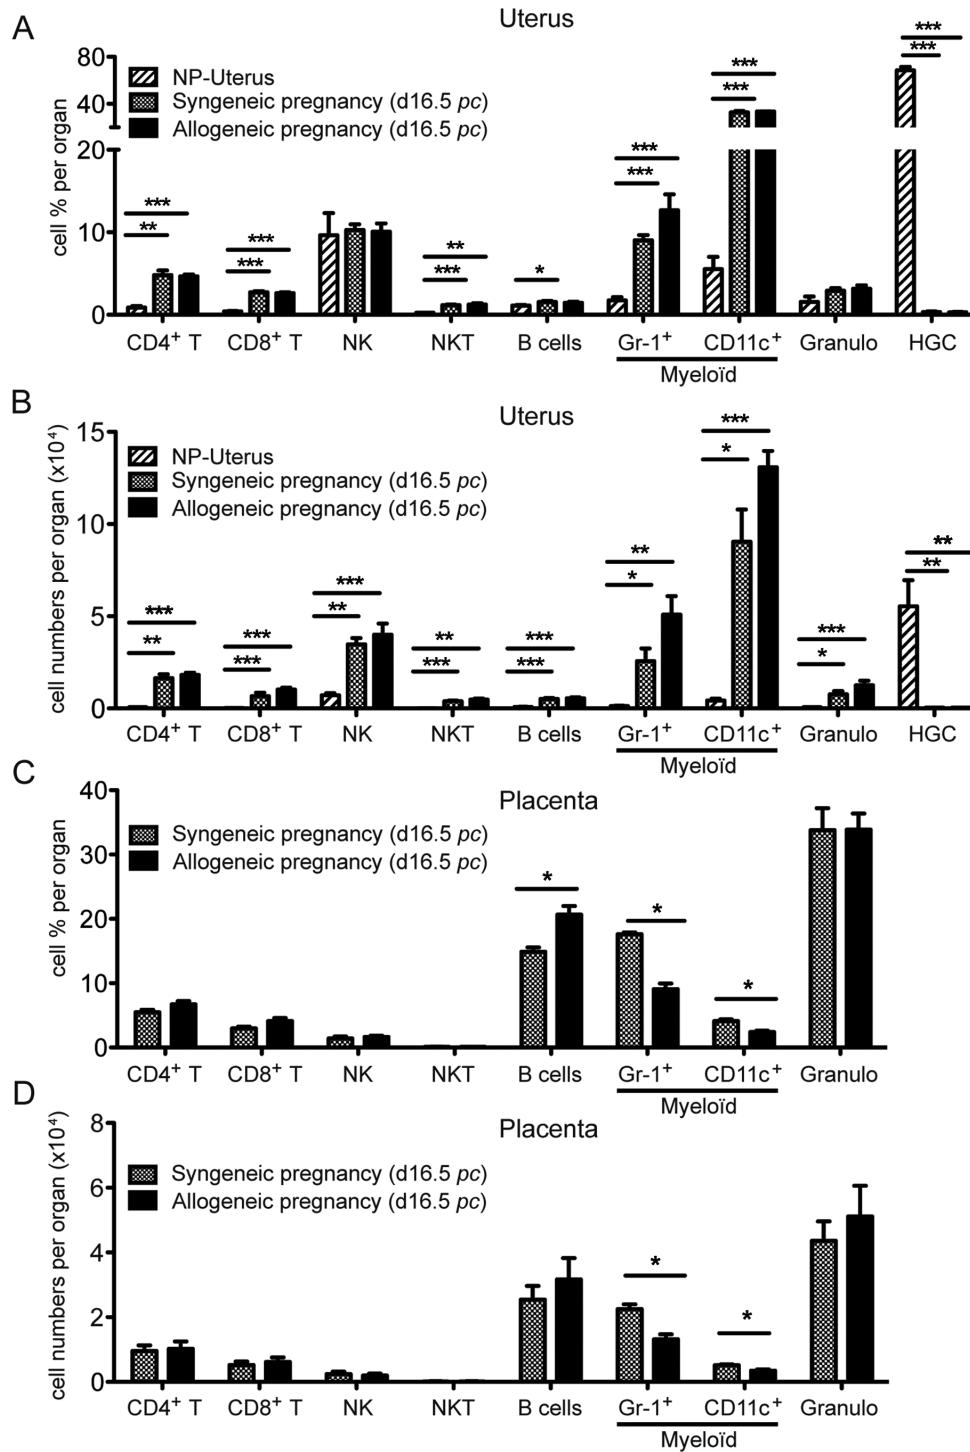 A
Uterus
cell % per organ
80
40
20
10
0
NP-Uterus
Syngeneic pregnancy (d16.5 pc)
Allogeneic pregnancy (d16.5 pc)
*** ** *** *** ** *** * *** *** *** *** *** ***
CD4⁺ T CD8⁺ T NK NKT B cells Gr-1⁺ CD11c⁺ Granulo HGC
Myeloïd
B
Uterus
cell numbers per organ (x10⁴)
15
10
5
0
NP-Uterus
Syngeneic pregnancy (d16.5 pc)
Allogeneic pregnancy (d16.5 pc)
*** ** *** *** *** ** ** *** *** *** ** * *** * *** * ** **
CD4⁺ T CD8⁺ T NK NKT B cells Gr-1⁺ CD11c⁺ Granulo HGC
Myeloïd
C
Placenta
cell % per organ
40
30
20
10
0
Syngeneic pregnancy (d16.5 pc)
Allogeneic pregnancy (d16.5 pc)
* * *
CD4⁺ T CD8⁺ T NK NKT B cells Gr-1⁺ CD11c⁺ Granulo
Myeloïd
D
Placenta
cell numbers per organ (x10⁴)
8
6
4
2
0
Syngeneic pregnancy (d16.5 pc)
Allogeneic pregnancy (d16.5 pc)
* *
CD4⁺ T CD8⁺ T NK NKT B cells Gr-1⁺ CD11c⁺ Granulo
Myeloïd